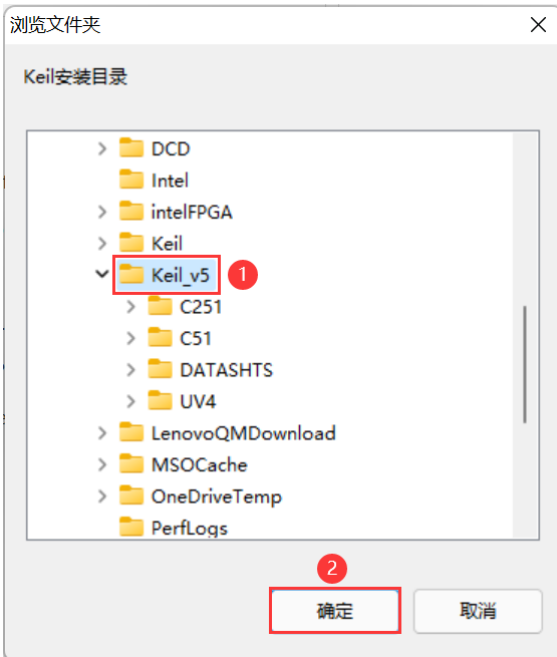 浏览文件夹
Keil安装目录
DCD
Intel
intelFPGA
Keil
Keil_v5 1
C251
C51
DATASHTS
UV4
LenovoQMDownload
MSOCache
OneDriveTemp
PerfLogs
2
确定 取消